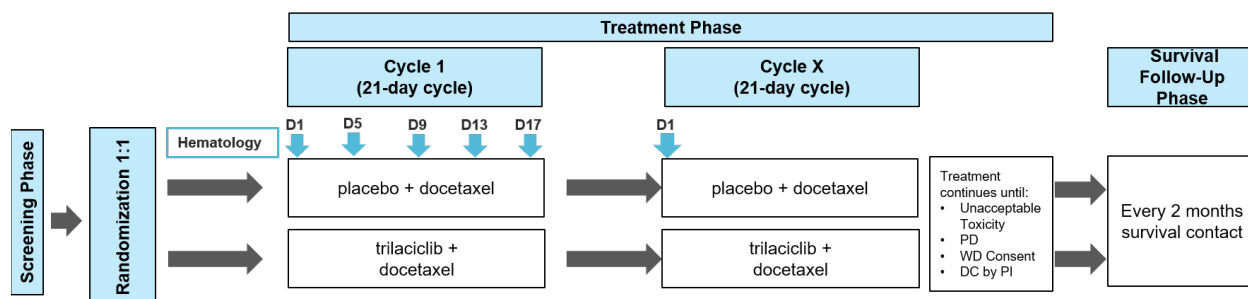 Treatment Phase
Cycle 1
(21-day cycle)
Cycle X
(21-day cycle)
Survival
Follow-Up
Phase
Screening Phase
Randomization 1:1
Hematology
D1
D5
D9
D13
D17
D1
placebo + docetaxel
placebo + docetaxel
trilaciclib +
docetaxel
trilaciclib +
docetaxel
Treatment
continues until:
• Unacceptable
Toxicity
• PD
• WD Consent
• DC by PI
Every 2 months
survival contact